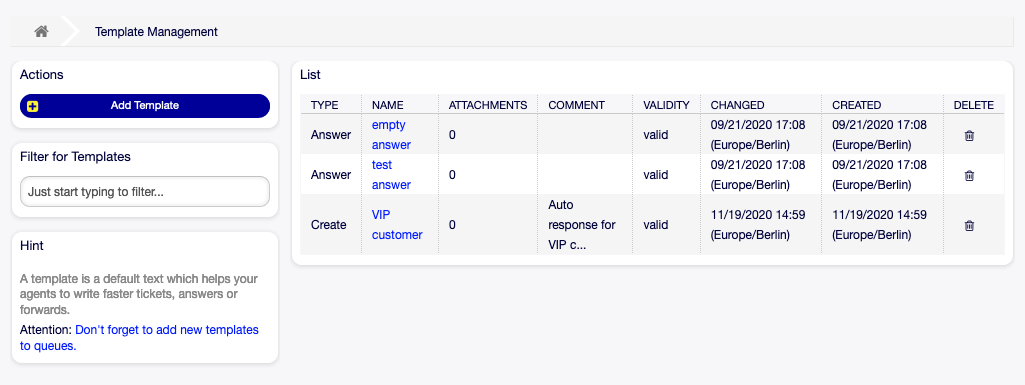 Template Management
Actions
Add Template
Filter for Templates
Just start typing to filter...
Hint
A template is a default text which helps your
agents to write faster tickets, answers or
forwards.
Attention: Don't forget to add new templates
to queues.
List
TYPE NAME ATTACHMENTS COMMENT VALIDITY CHANGED CREATED DELETE
Answer empty answer 0 valid 09/21/2020 17:08 (Europe/Berlin) 09/21/2020 17:08 (Europe/Berlin)
Answer test answer 0 valid 09/21/2020 17:08 (Europe/Berlin) 09/21/2020 17:08 (Europe/Berlin)
Create VIP customer 0 Auto response for VIP c... valid 11/19/2020 14:59 (Europe/Berlin) 11/19/2020 14:59 (Europe/Berlin)